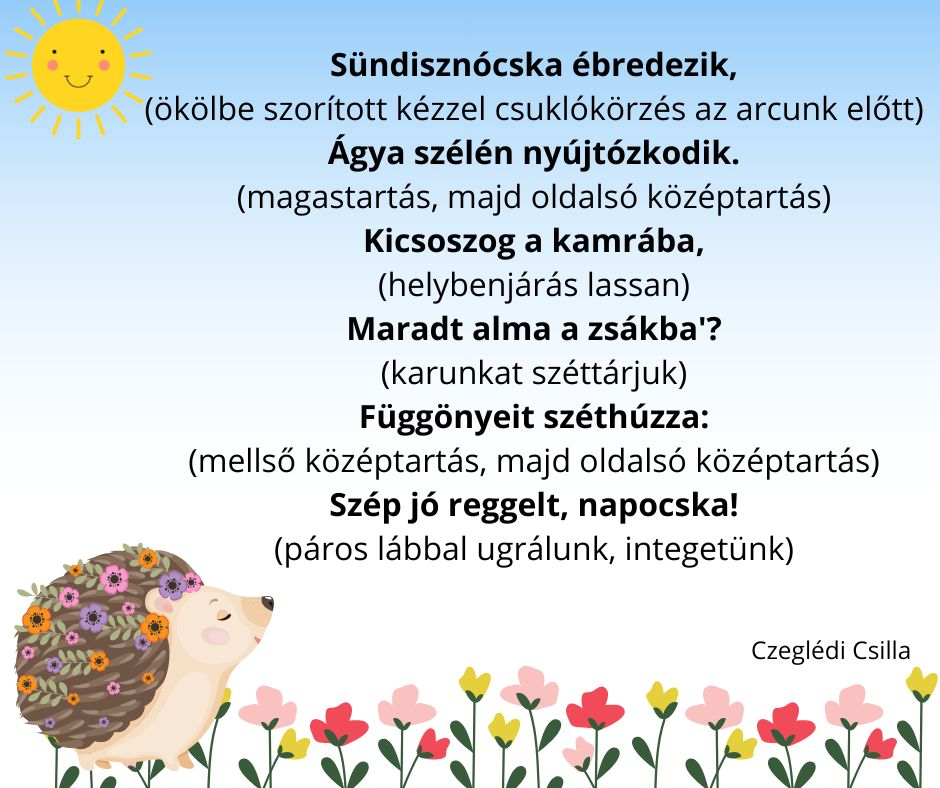 Sündisznócska ébredezik,
(ökölbe szorított kézzel csuklókörzés az arcunk előtt)
Ágya szélén nyújtózkodik.
(magastartás, majd oldalsó középtartás)
Kicsoszog a kamrába,
(helybenjárás lassan)
Maradt alma a zsákba'?
(karunkat széttárjuk)
Függönyeit széthúzza:
(mellső középtartás, majd oldalsó középtartás)
Szép jó reggelt, napocska!
(páros lábbal ugrálunk, integetünk)
Czeglédi Csilla